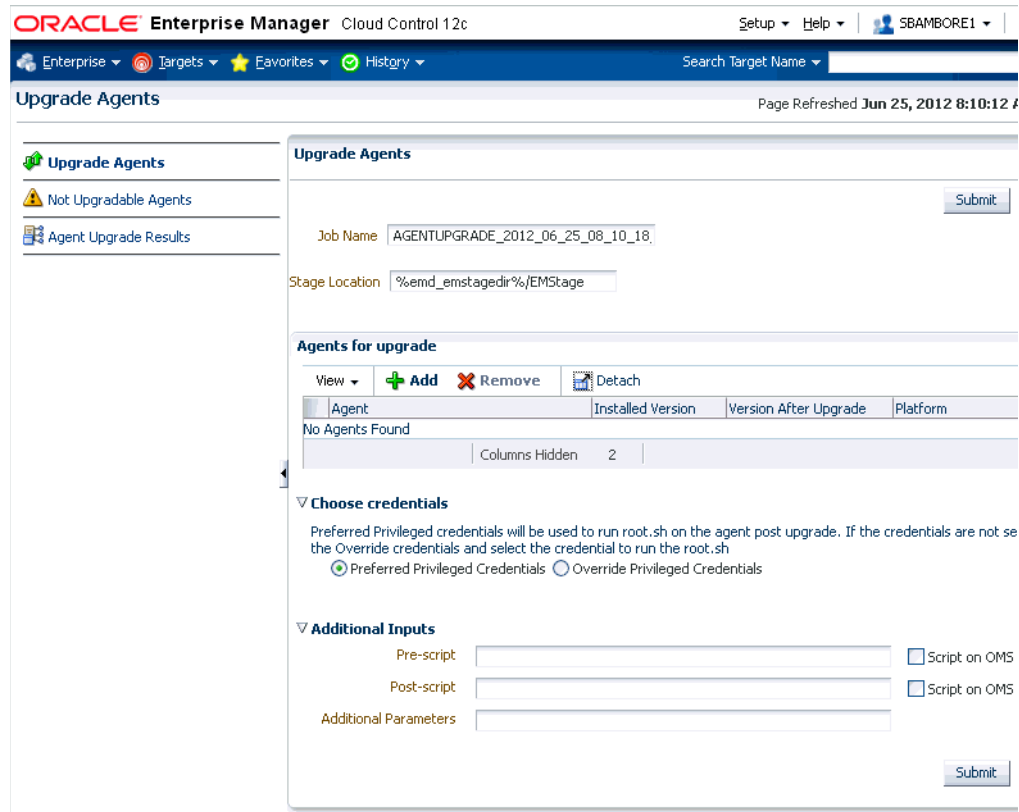 ORACLE Enterprise Manager Cloud Control 12c
Setup Help SBAMBORE1
Enterprise Targets Favorites History Search Target Name
Upgrade Agents
Page Refreshed Jun 25, 2012 8:10:12 A
Upgrade Agents
Not Upgradable Agents
Agent Upgrade Results
Upgrade Agents
Submit
Job Name AGENTUPGRADE_2012_06_25_08_10_18_
Stage Location %emd_emstagedir%/EMStage
Agents for upgrade
View Add Remove Detach
Agent Installed Version Version After Upgrade Platform
No Agents Found
Columns Hidden 2
Choose credentials
Preferred Privileged credentials will be used to run root.sh on the agent post upgrade. If the credentials are not se
the Override credentials and select the credential to run the root.sh
Preferred Privileged Credentials Override Privileged Credentials
Additional Inputs
Pre-script Script on OMS
Post-script Script on OMS
Additional Parameters
Submit